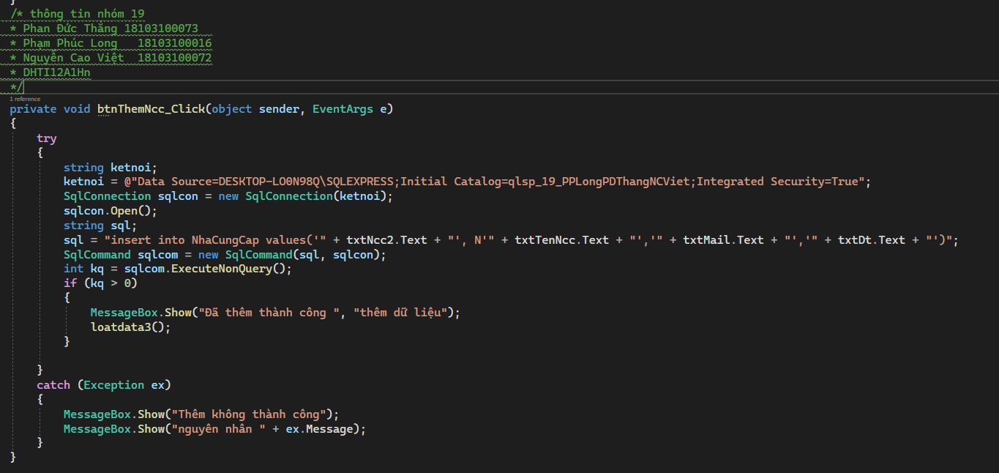 }
/* thông tin nhóm 19
* Phan Đức Thắng 18103100073
* Phạm Phúc Long   18103100016
* Nguyễn Cao Việt  18103100072
* DHTI12A1Hn
*/
1 reference
private void btnThemNcc_Click(object sender, EventArgs e)
{
    try
    {
        string ketnoi;
        ketnoi = @"Data Source=DESKTOP-LO0N98Q\SQLEXPRESS;Initial Catalog=qlsp_19_PPLongPDThangNCViet;Integrated Security=True";
        SqlConnection sqlcon = new SqlConnection(ketnoi);
        sqlcon.Open();
        string sql;
        sql = "insert into NhaCungCap values('" + txtNcc2.Text + "', N'" + txtTenNcc.Text + "','" + txtMail.Text + "','" + txtDt.Text + "')";
        SqlCommand sqlcom = new SqlCommand(sql, sqlcon);
        int kq = sqlcom.ExecuteNonQuery();
        if (kq > 0)
        {
            MessageBox.Show("Đã thêm thành công ", "thêm dữ liệu");
            loatdata3();
        }
    }
    catch (Exception ex)
    {
        MessageBox.Show("Thêm không thành công");
        MessageBox.Show("nguyên nhân " + ex.Message);
    }
}